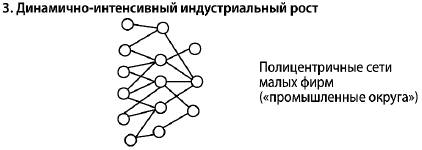 3. Динамично-интенсивный индустриальный рост
Полицентричные сети
малых фирм
(«промышленные округа»)